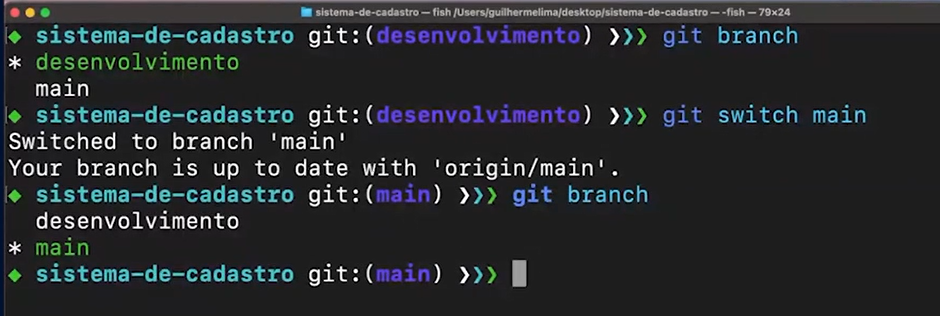 sistema-de-cadastro — fish /Users/guilhermelima/desktop/sistema-de-cadastro — -fish — 79×24
◆ sistema-de-cadastro git:(desenvolvimento) ❯❯❯ git branch
* desenvolvimento
main
◆ sistema-de-cadastro git:(desenvolvimento) ❯❯❯ git switch main
Switched to branch 'main'
Your branch is up to date with 'origin/main'.
◆ sistema-de-cadastro git:(main) ❯❯❯ git branch
desenvolvimento
* main
◆ sistema-de-cadastro git:(main) ❯❯❯